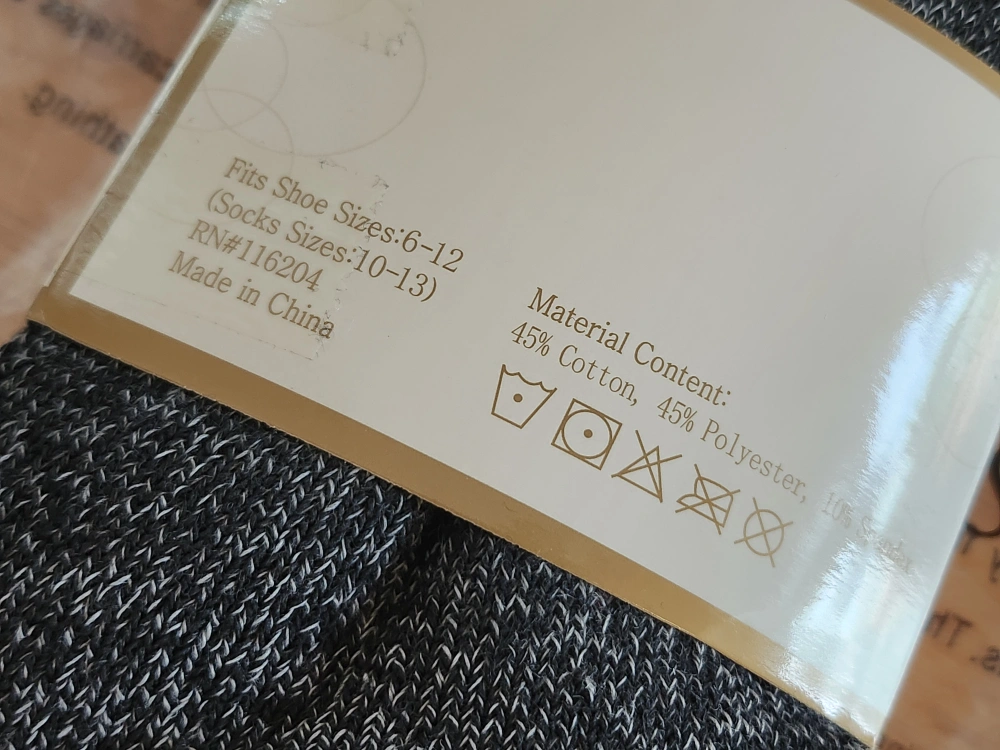 Fits Shoe Sizes:6-12
(Socks Sizes:10-13)
RN#116204
Made in China
Material Content:
45% Cotton, 45% Polyester, 10%